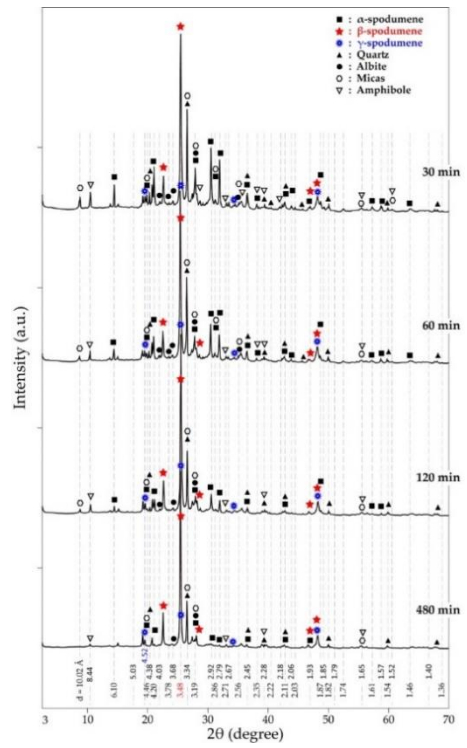 ■ : α-spodumene
★ : β-spodumene
● : γ-spodumene
▲ : Quartz
● : Albite
○ : Micas
▽ : Amphibole
30 min
60 min
120 min
480 min
Intensity (a.u.)
d = 10.02 Å
8.44
6.10
5.03
4.52
4.48
4.38
4.20
4.03
3.78
3.68
3.48
3.34
3.19
2.92
2.86
2.79
2.71
2.67
2.56
2.45
2.35
2.28
2.22
2.18
2.11
2.06
2.03
1.93
1.87
1.85
1.82
1.79
1.74
1.65
1.61
1.57
1.54
1.52
1.46
1.40
1.36
3 10 20 30 40 50 60 70
2θ (degree)